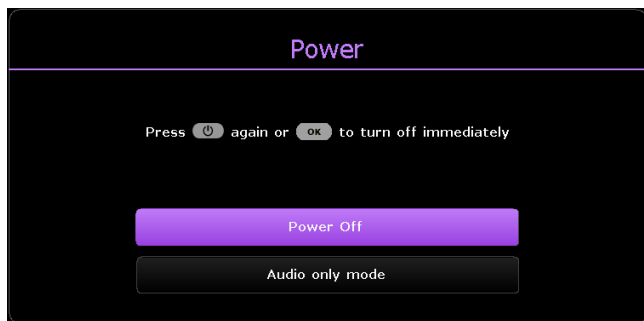 Power
Press again or OK to turn off immediately
Power Off
Audio only mode